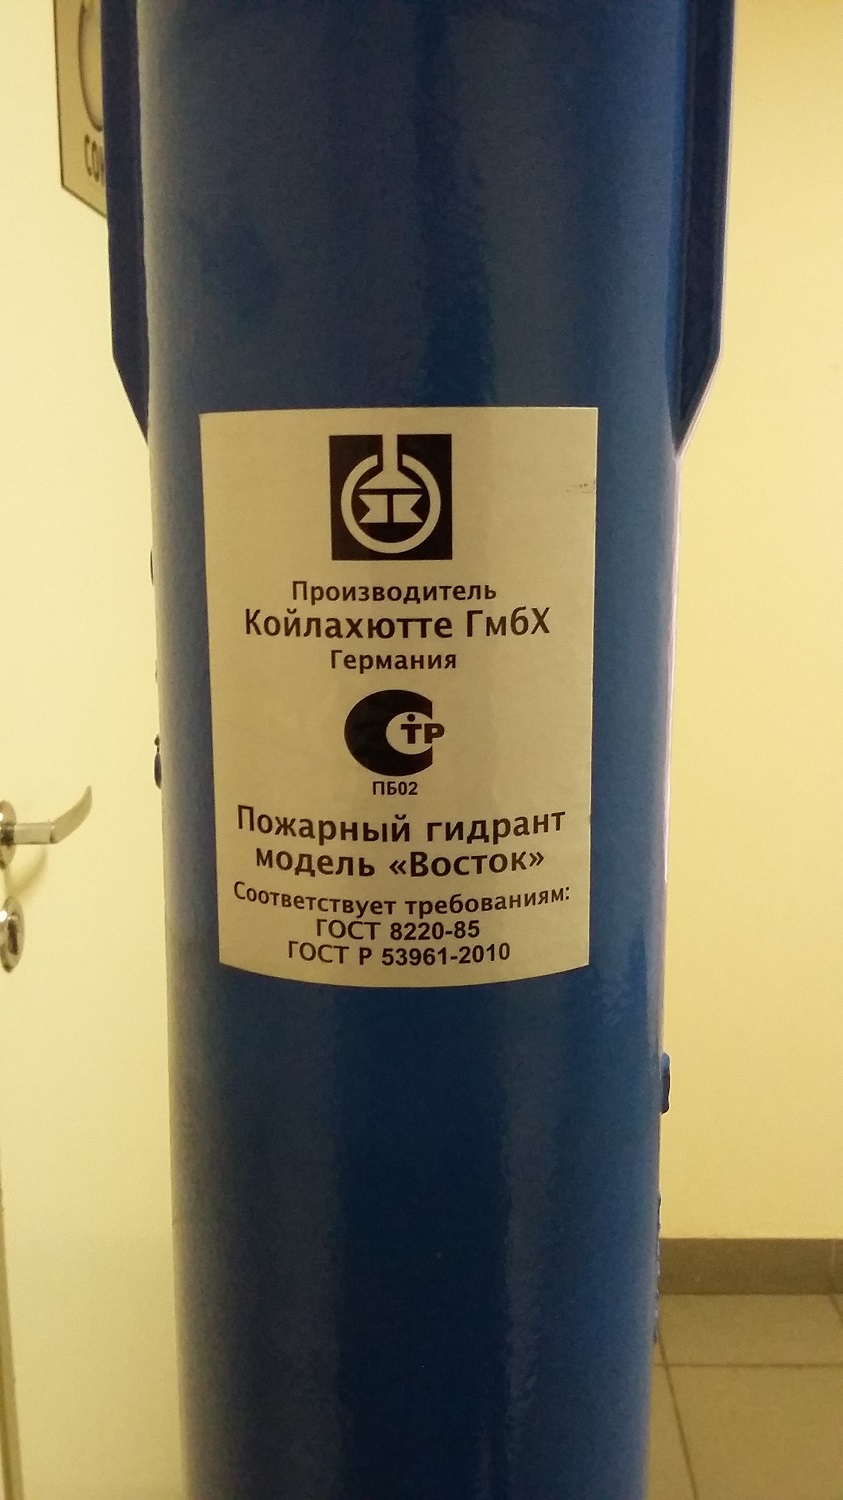 Производитель
Койлахютте ГмбХ
Германия
ТР
ПБ02
Пожарный гидрант
модель «Восток»
Соответствует требованиям:
ГОСТ 8220-85
ГОСТ Р 53961-2010